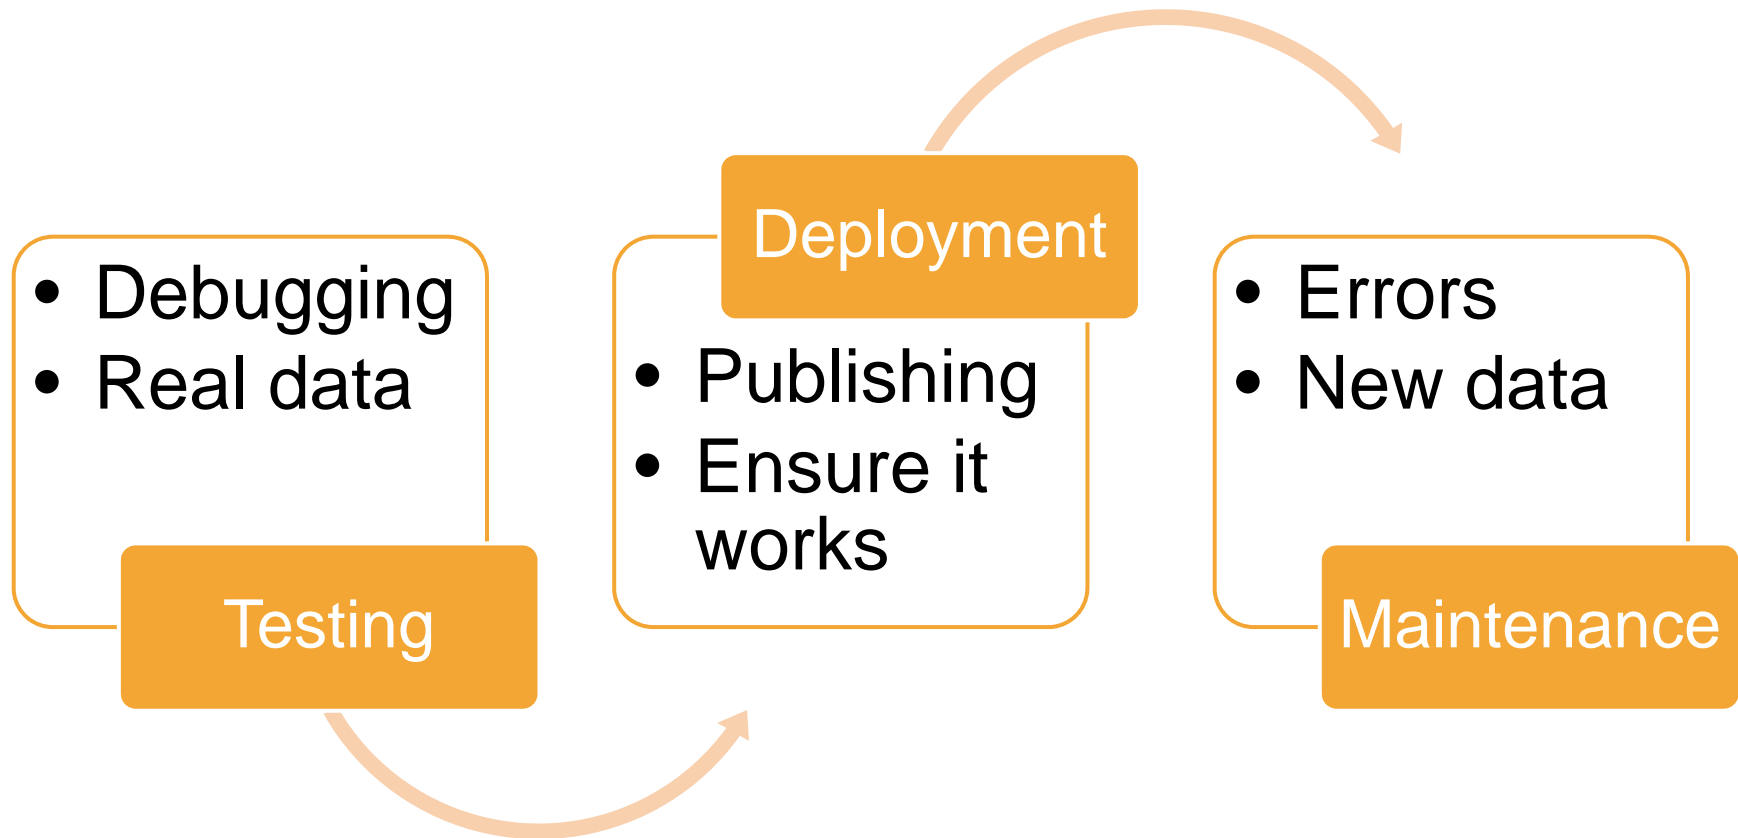 • Debugging
• Real data
Testing
Deployment
• Publishing
• Ensure it
works
• Errors
• New data
Maintenance